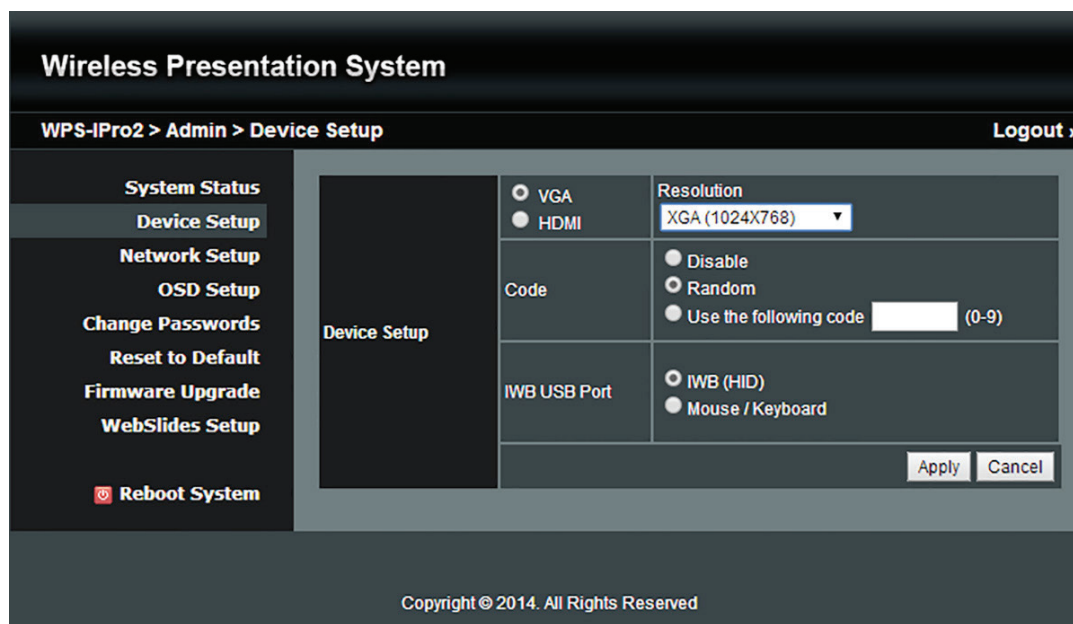 Wireless Presentation System
WPS-IPro2 > Admin > Device Setup
Logout »
System Status
Device Setup
Network Setup
OSD Setup
Change Passwords
Reset to Default
Firmware Upgrade
WebSlides Setup
Reboot System
Device Setup
VGA
HDMI
Resolution
XGA (1024X768)
Code
Disable
Random
Use the following code (0-9)
IWB USB Port
IWB (HID)
Mouse / Keyboard
Apply
Cancel
Copyright © 2014. All Rights Reserved